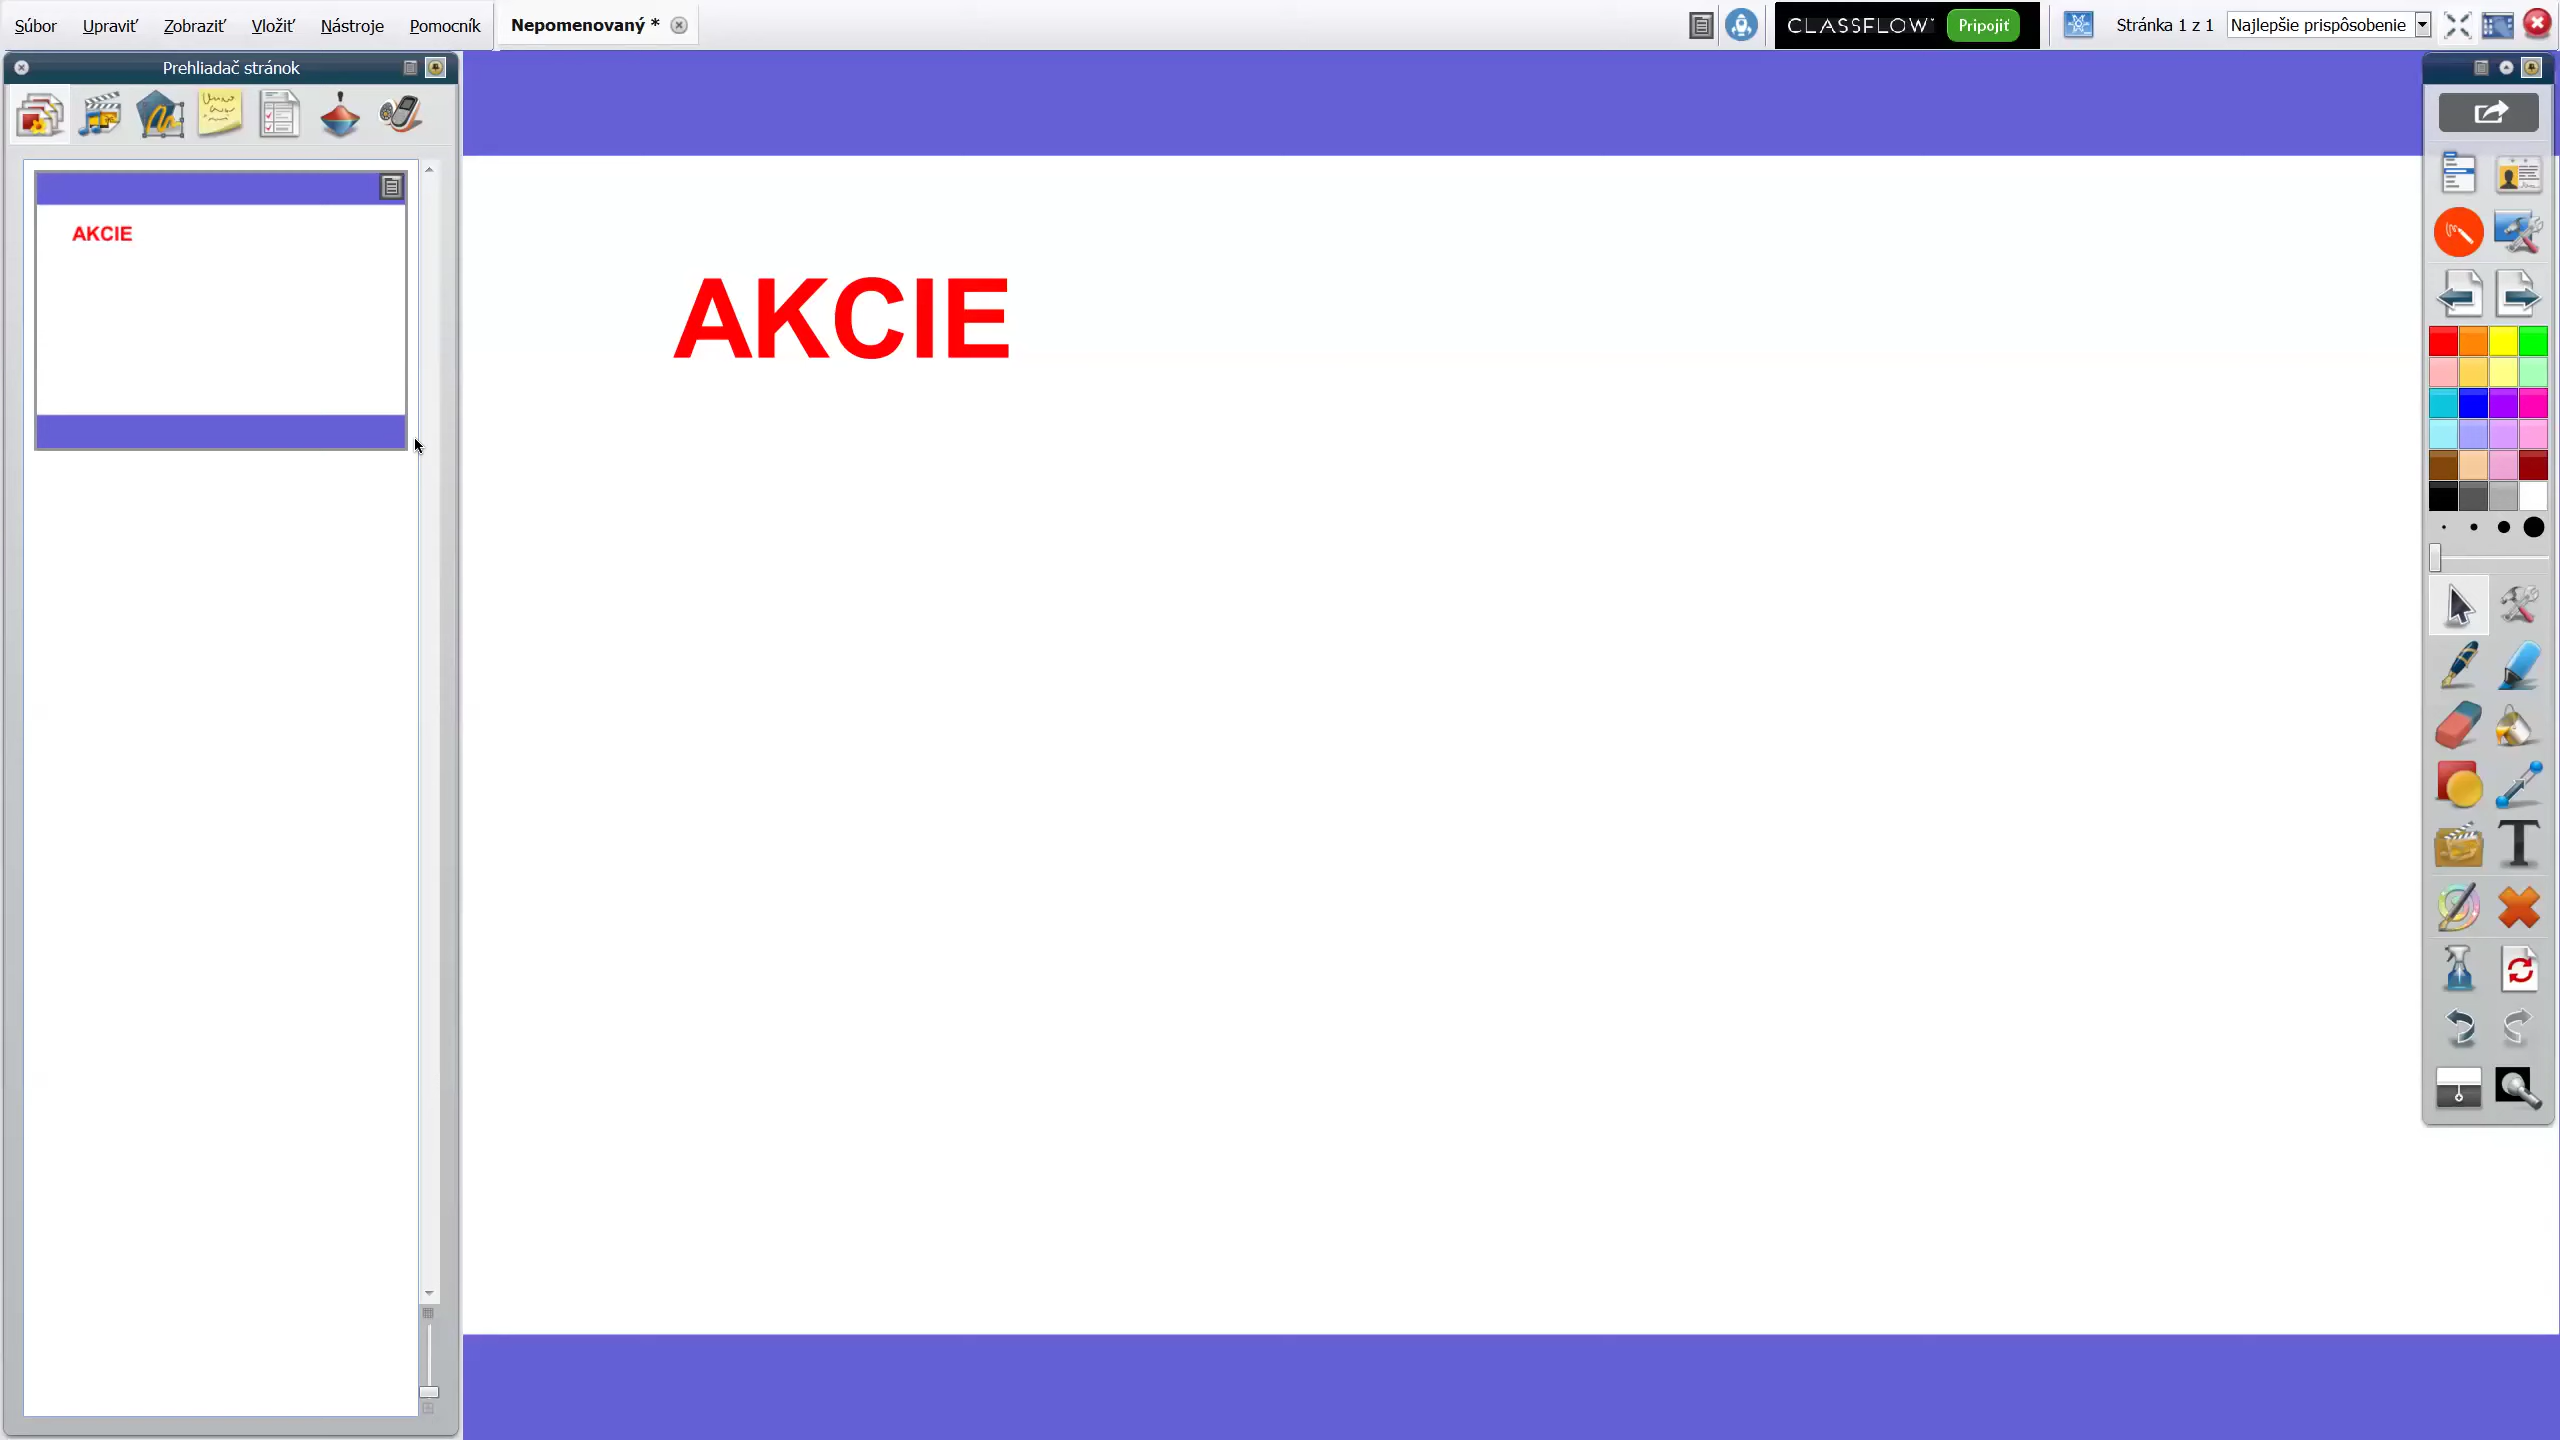 Súbor Upraviť Zobraziť Vložiť Nástroje Pomocník Nepomenovaný * CLASSFLOW Pripojiť Stránka 1 z 1 Najlepšie prispôsobenie
Prehliadač stránok
AKCIE
AKCIE
T